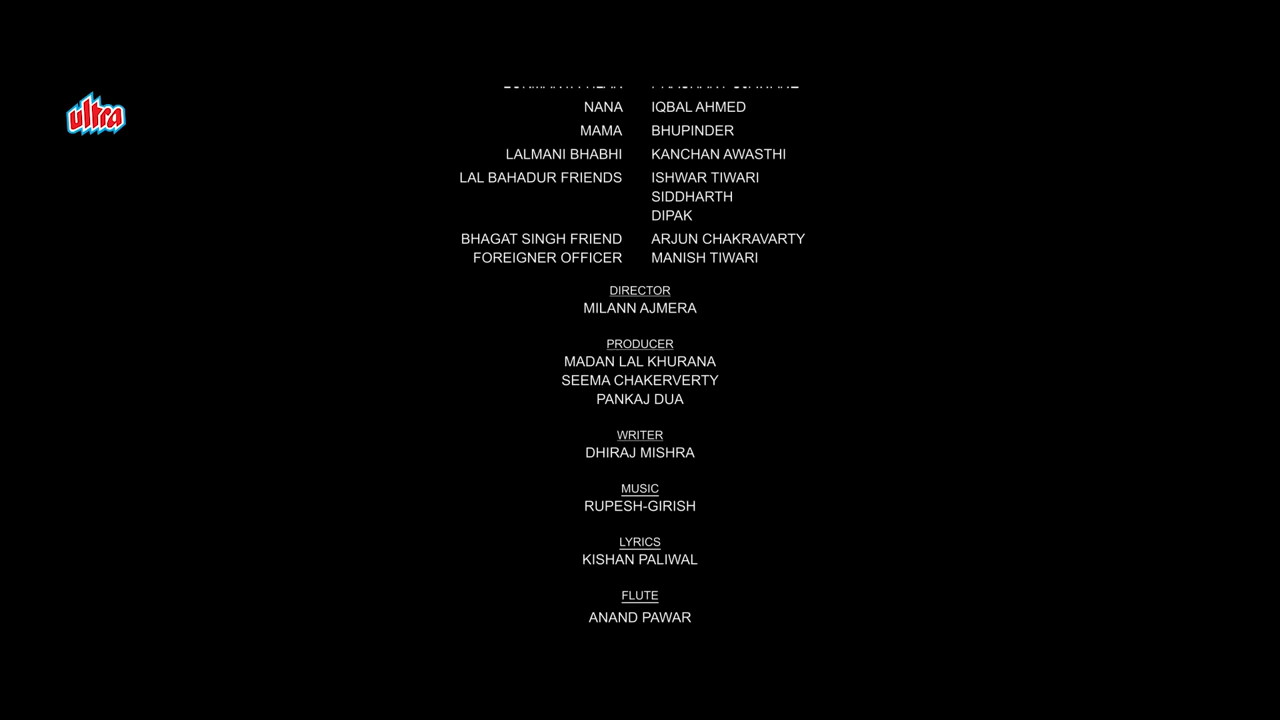 ultra
NANA IQBAL AHMED
MAMA BHUPINDER
LALMANI BHABHI KANCHAN AWASTHI
LAL BAHADUR FRIENDS ISHWAR TIWARI
SIDDHARTH
DIPAK
BHAGAT SINGH FRIEND ARJUN CHAKRAVARTY
FOREIGNER OFFICER MANISH TIWARI
DIRECTOR
MILANN AJMERA
PRODUCER
MADAN LAL KHURANA
SEEMA CHAKERVERTY
PANKAJ DUA
WRITER
DHIRAJ MISHRA
MUSIC
RUPESH-GIRISH
LYRICS
KISHAN PALIWAL
FLUTE
ANAND PAWAR